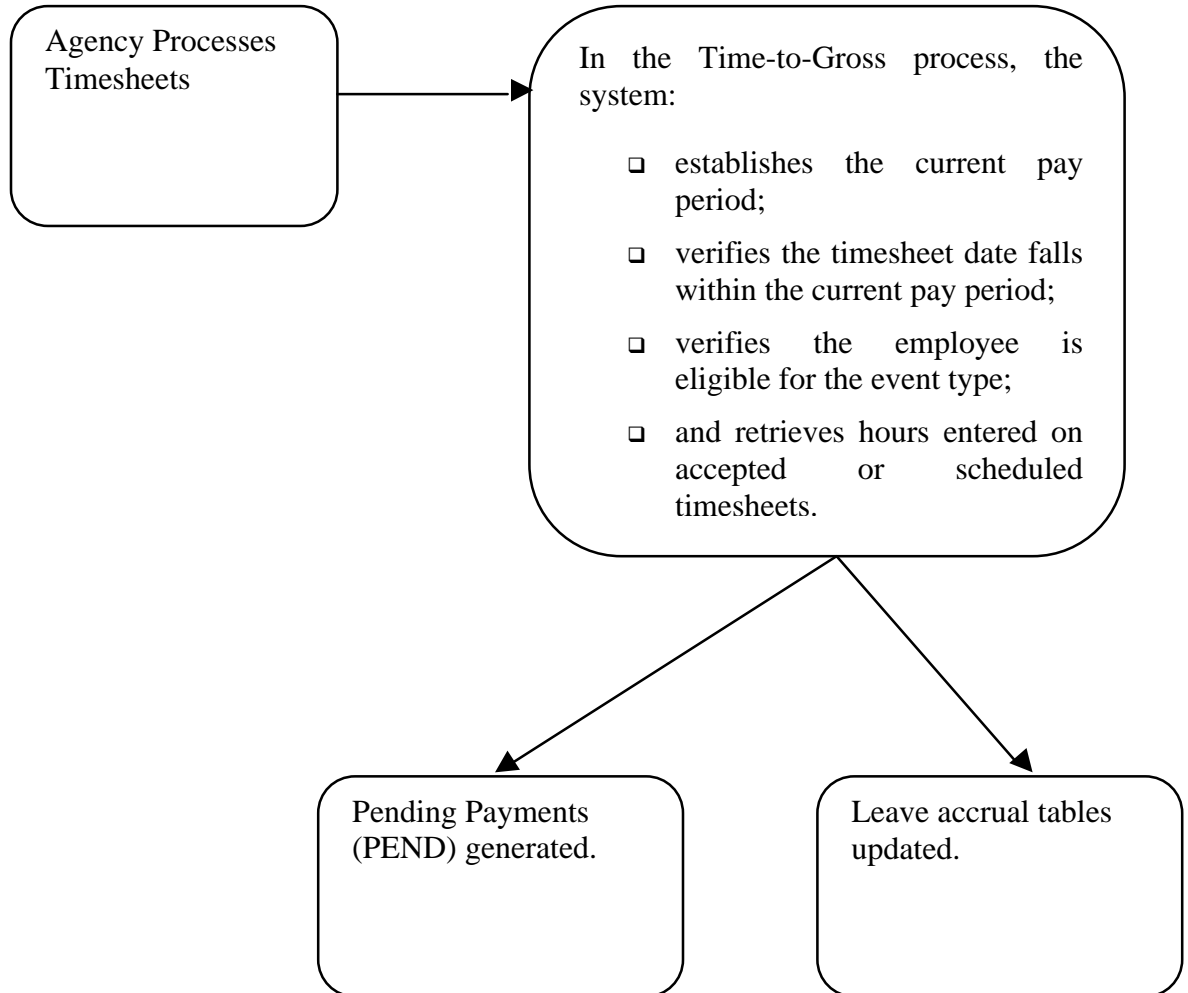 Agency Processes
Timesheets
In the Time-to-Gross process, the
system:
❑ establishes the current pay
period;
❑ verifies the timesheet date falls
within the current pay period;
❑ verifies the employee is
eligible for the event type;
❑ and retrieves hours entered on
accepted or scheduled
timesheets.
Pending Payments
(PEND) generated.
Leave accrual tables
updated.